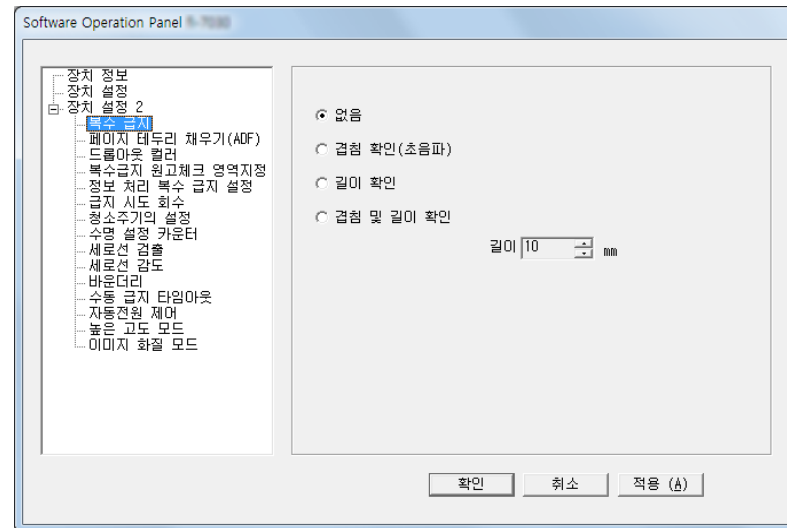 Software Operation Panel
장치 정보
장치 설정
장치 설정 2
복수 급지
페이지 테두리 채우기(ADF)
드롭아웃 컬러
복수급지 원고체크 영역지정
정보 처리 복수 급지 설정
급지 시도 회수
청소주기의 설정
수명 설정 카운터
세로선 검출
세로선 감도
바운더리
수동 급지 타임아웃
자동전원 제어
높은 고도 모드
이미지 화질 모드
없음
겹침 확인(초음파)
길이 확인
겹침 및 길이 확인
길이 10 mm
확인 취소 적용 (A)